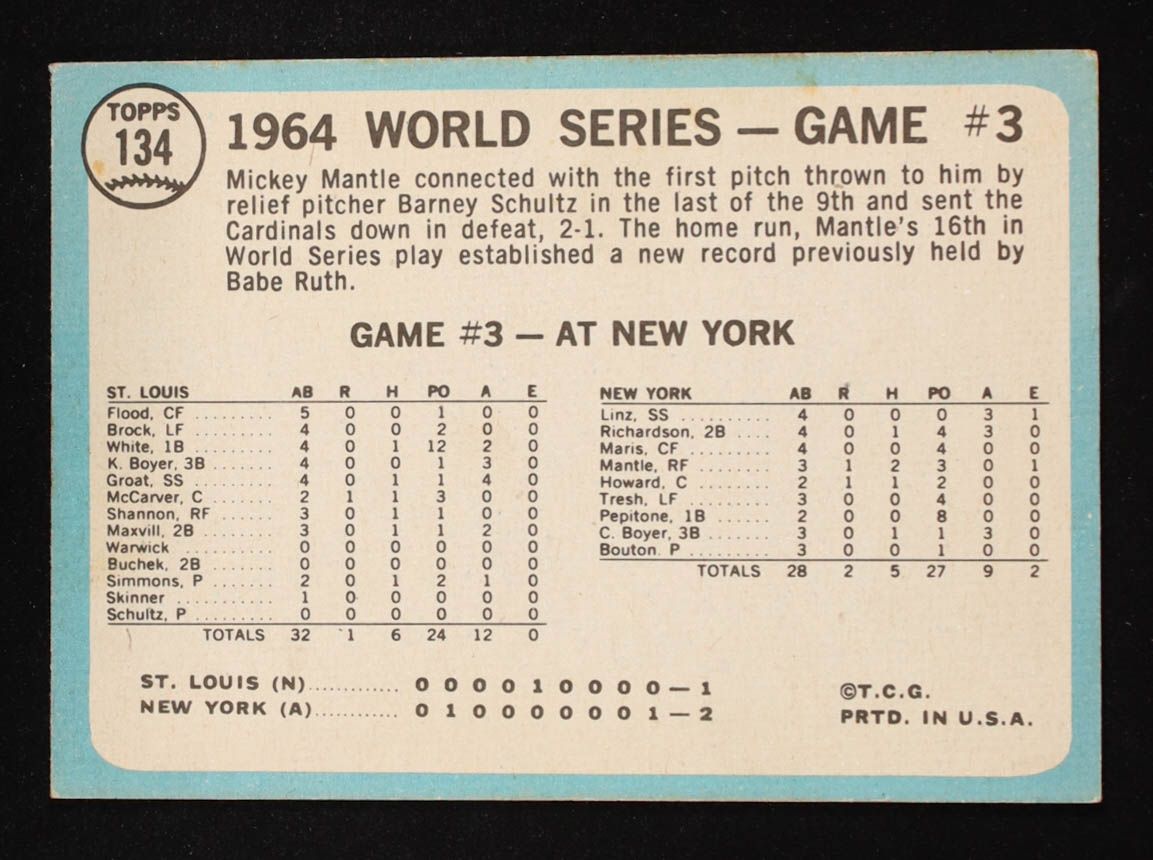 TOPPS
134
1964 WORLD SERIES — GAME #3
Mickey Mantle connected with the first pitch thrown to him by
relief pitcher Barney Schultz in the last of the 9th and sent the
Cardinals down in defeat, 2-1. The home run, Mantle's 16th in
World Series play established a new record previously held by
Babe Ruth.
GAME #3 — AT NEW YORK
ST. LOUIS AB R H PO A E
Flood, CF ......... 5 0 0 1 0 0
Brock, LF ......... 4 0 0 2 0 0
White, 1B ......... 4 0 1 12 2 0
K. Boyer, 3B ....... 4 0 0 1 3 0
Groat, SS ......... 4 0 1 1 4 0
McCarver, C ....... 2 1 1 3 0 0
Shannon, RF ...... 3 0 1 1 0 0
Maxvill, 2B ........ 3 0 1 1 2 0
Warwick .......... 0 0 0 0 0 0
Buchek, 2B ........ 0 0 0 0 0 0
Simmons, P ....... 2 0 1 2 1 0
Skinner ........... 1 0 0 0 0 0
Schultz, P ......... 0 0 0 0 0 0
TOTALS 32 1 6 24 12 0
NEW YORK AB R H PO A E
Linz, SS .......... 4 0 0 0 3 1
Richardson, 2B .... 4 0 1 4 3 0
Maris, CF ......... 4 0 0 4 0 0
Mantle, RF ........ 3 1 2 3 0 1
Howard, C ........ 2 1 1 2 0 0
Tresh, LF ......... 3 0 0 4 0 0
Pepitone, 1B ...... 2 0 0 8 0 0
C. Boyer, 3B ....... 3 0 1 1 3 0
Bouton. P ......... 3 0 0 1 0 0
TOTALS 28 2 5 27 9 2
ST. LOUIS (N)............. 0 0 0 0 1 0 0 0 0 — 1
NEW YORK (A)............ 0 1 0 0 0 0 0 0 1 — 2
©T.C.G.
PRTD. IN U.S.A.